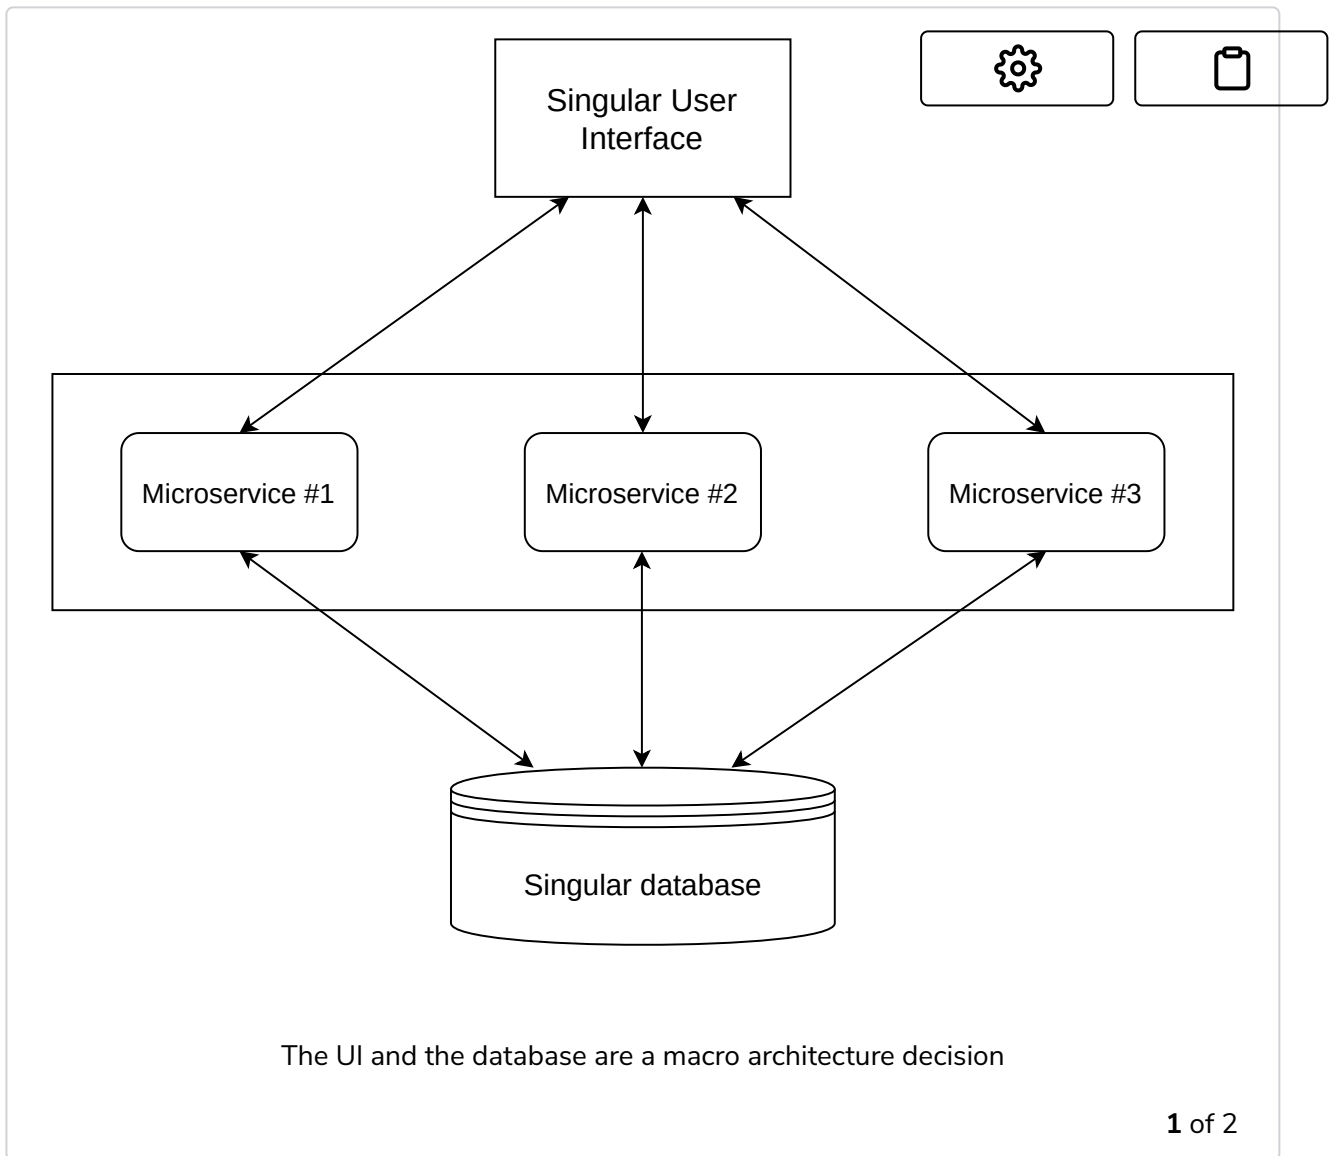 Singular User
Interface
Microservice #1
Microservice #2
Microservice #3
Singular database
The UI and the database are a macro architecture decision
1 of 2